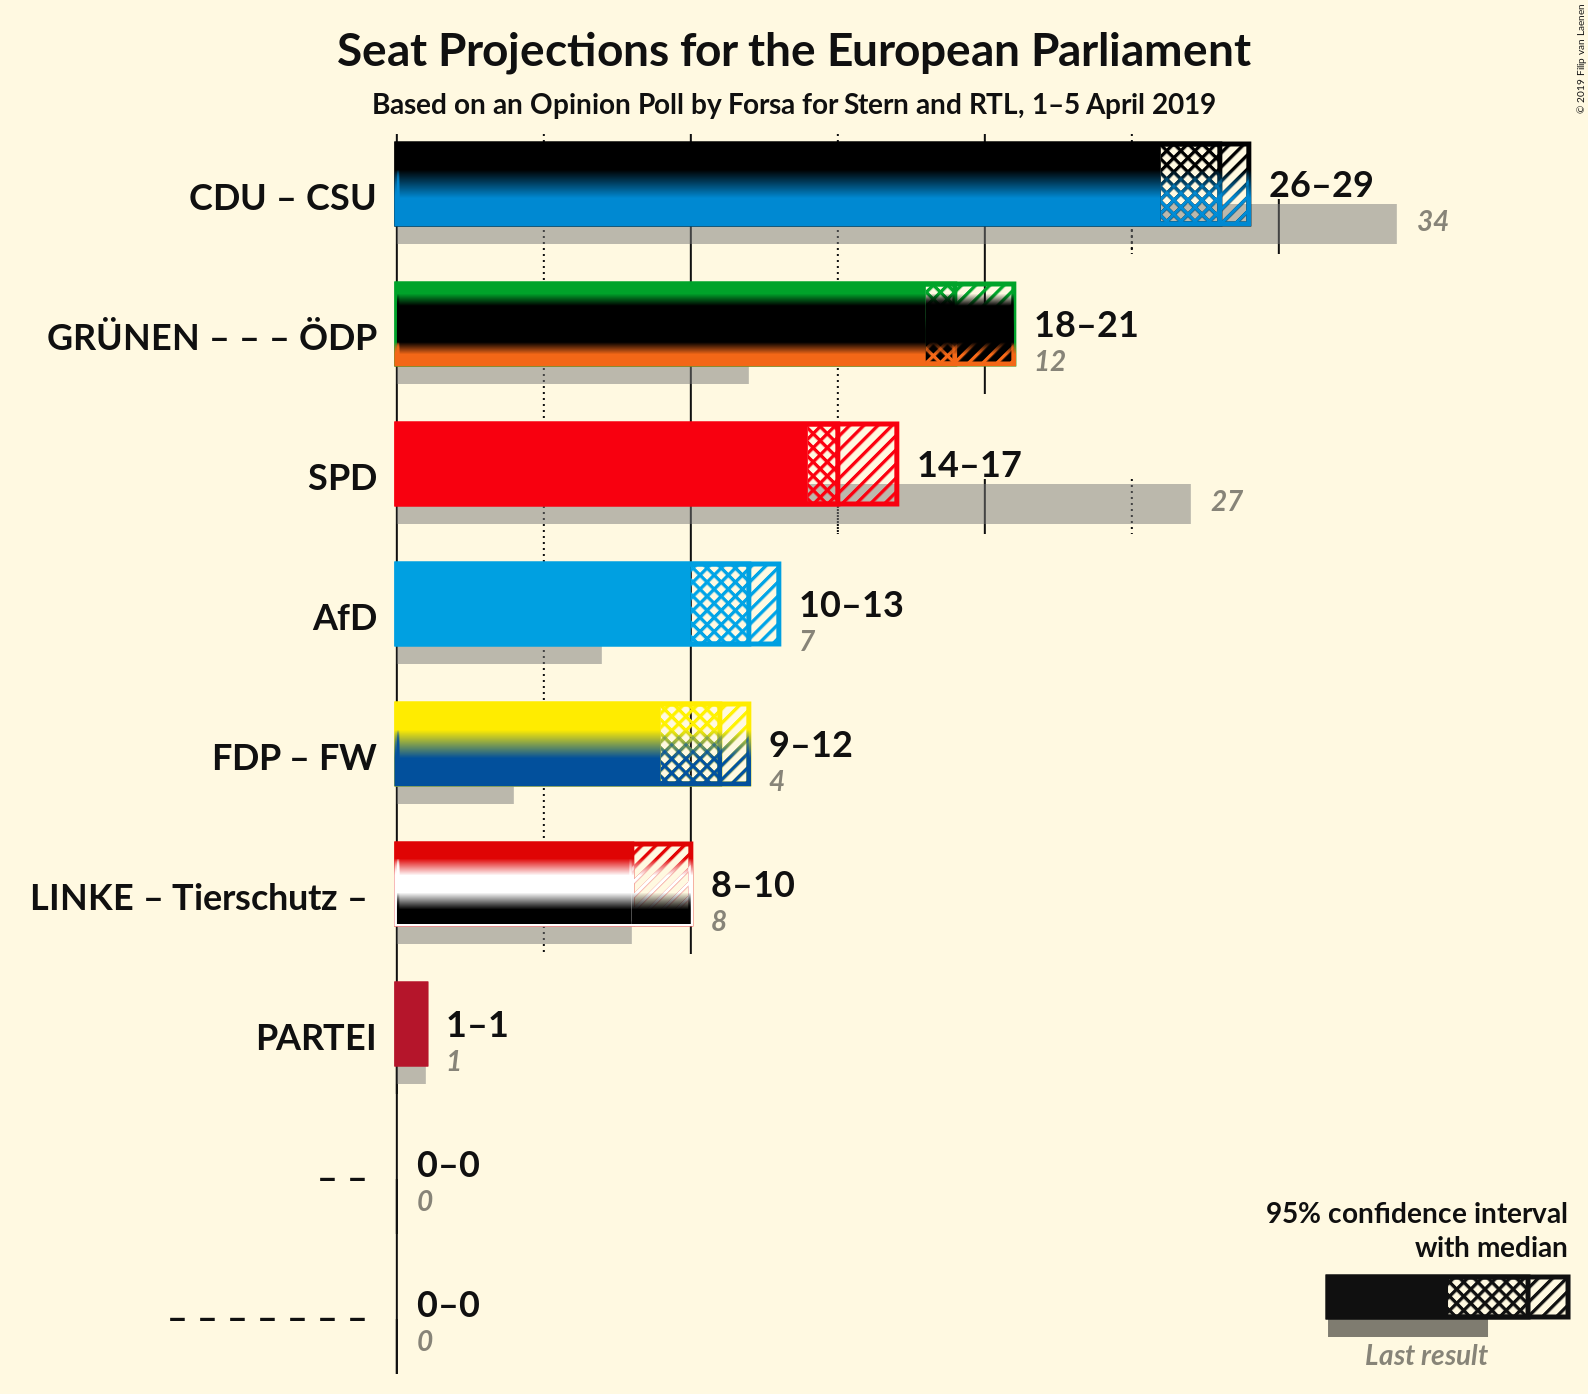 Seat Projections for the European Parliament
Based on an Opinion Poll by Forsa for Stern and RTL, 1–5 April 2019
© 2019 Filip van Laenen
CDU – CSU
26–29
34
GRÜNEN – – – ÖDP
18–21
12
SPD
14–17
27
AfD
10–13
7
FDP – FW
9–12
4
LINKE – Tierschutz –
8–10
8
PARTEI
1–1
1
– –
0–0
0
– – – – – – –
0–0
0
95% confidence interval
with median
Last result